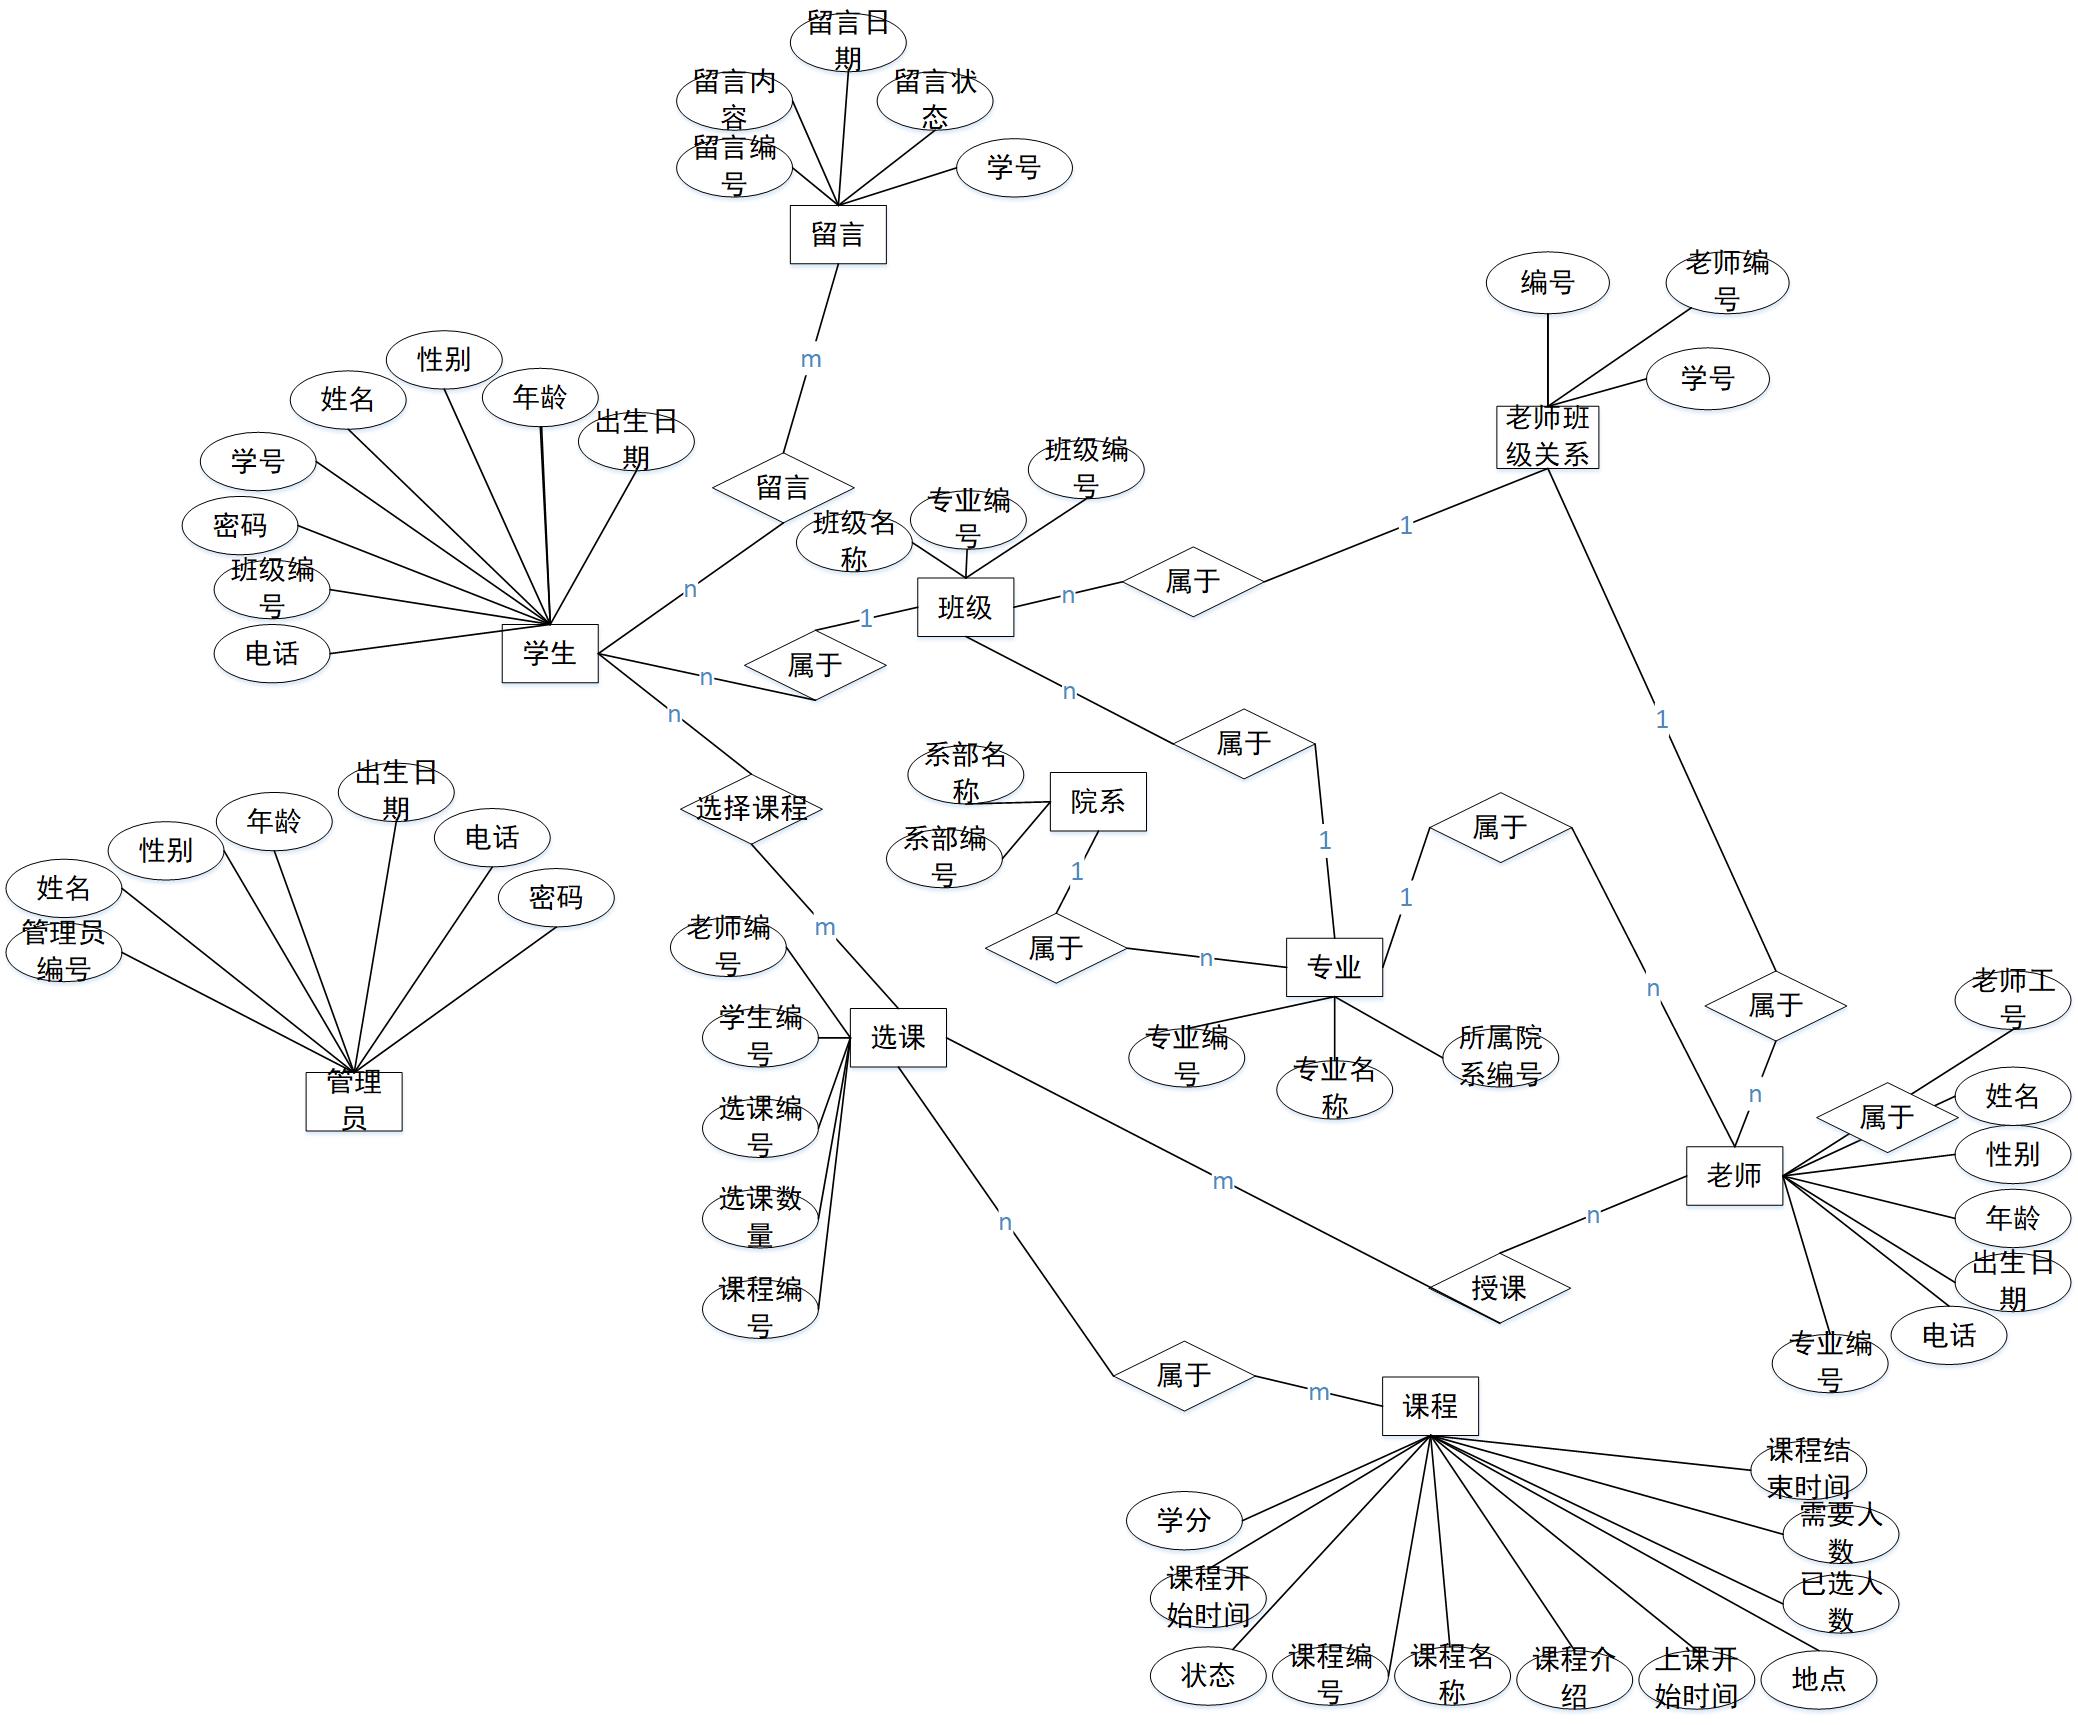 留言日
期
留言内
容
留言状
态
留言编
号
学号
留言
m
留言
n
编号
老师编
号
学号
老师班
级关系
1
1
性别
姓名
年龄
出生日
期
学号
密码
班级编
号
电话
学生
n
n
班级编
号
专业编
号
班级名
称
班级
1
属于
n
属于
n
属于
1
选择课程
m
系部名
称
系部编
号
院系
1
属于
n
专业
1
属于
n
专业编
号
专业名
称
所属院
系编号
出生日
期
年龄
电话
性别
密码
姓名
管理员
编号
管理
员
老师编
号
学生编
号
选课编
号
选课数
量
课程编
号
选课
m
n
属于
n
老师工
号
属于
姓名
性别
年龄
出生日
期
电话
专业编
号
老师
n
授课
属于
m
课程
课程结
束时间
需要人
数
已选人
数
学分
课程开
始时间
状态
课程编
号
课程名
称
课程介
绍
上课开
始时间
地点